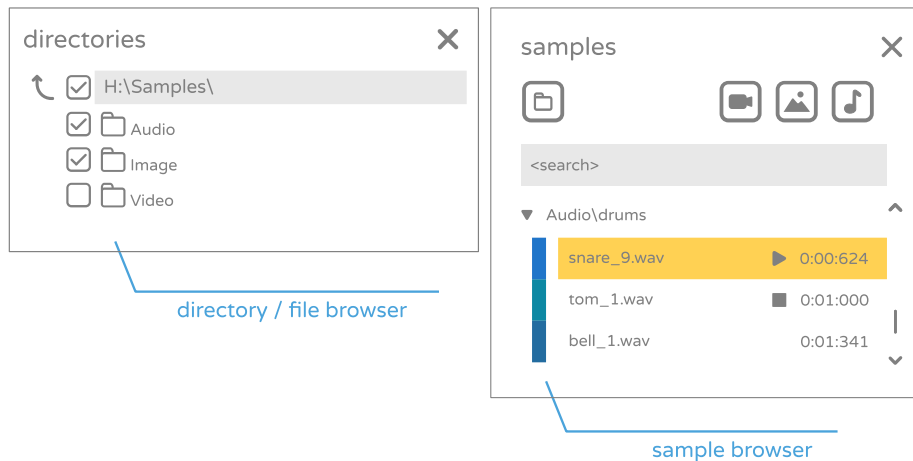 directories
H:\Samples\
Audio
Image
Video
directory / file browser
samples
<search>
Audio\drums
snare_9.wav 0:00:624
tom_1.wav 0:01:000
bell_1.wav 0:01:341
sample browser